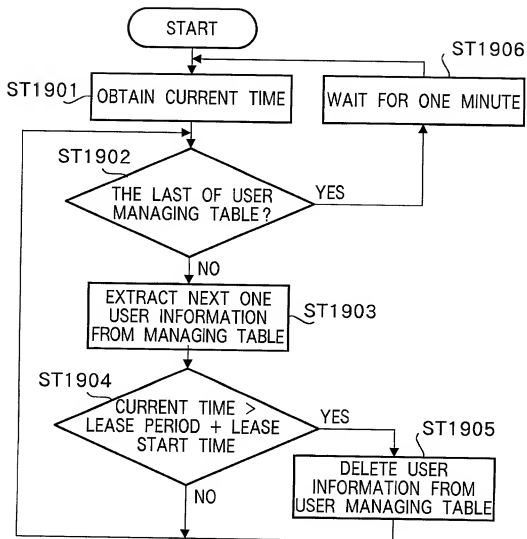 START
ST1906
ST1901
OBTAIN CURRENT TIME
WAIT FOR ONE MINUTE
ST1902
THE LAST OF USER
MANAGING TABLE?
YES
NO
EXTRACT NEXT ONE
USER INFORMATION
FROM MANAGING TABLE
ST1903
ST1904
CURRENT TIME >
LEASE PERIOD + LEASE
START TIME
YES
ST1905
DELETE USER
INFORMATION FROM
USER MANAGING TABLE
NO